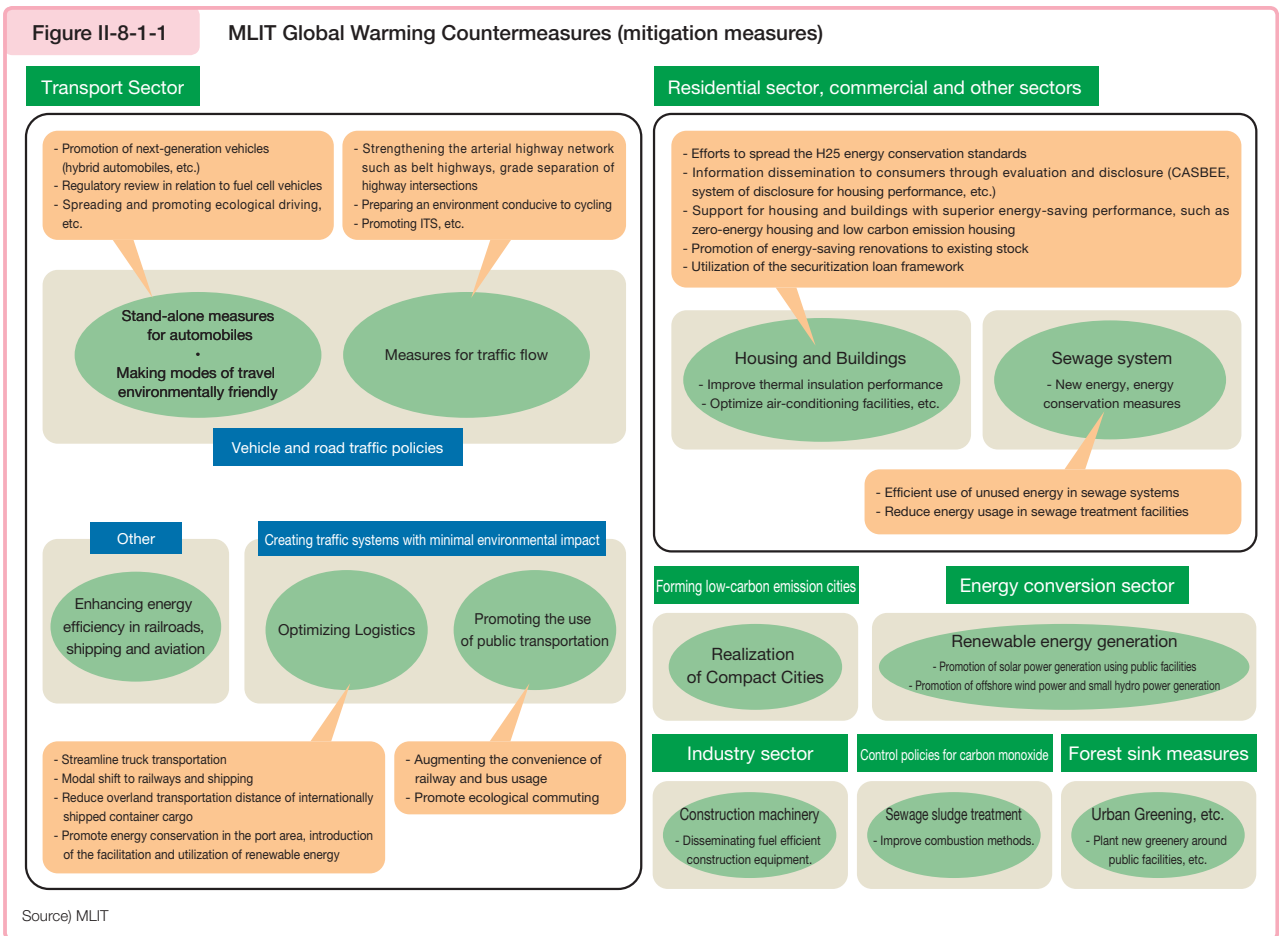 Figure II-8-1-1
MLIT Global Warming Countermeasures (mitigation measures)
Transport Sector
- Promotion of next-generation vehicles
(hybrid automobiles, etc.)
- Regulatory review in relation to fuel cell vehicles
- Spreading and promoting ecological driving,
etc.
- Strengthening the arterial highway network
such as belt highways, grade separation of
highway intersections
- Preparing an environment conducive to cycling
- Promoting ITS, etc.
Stand-alone measures
for automobiles
・
Making modes of travel
environmentally friendly
Measures for traffic flow
Vehicle and road traffic policies
Other
Enhancing energy
efficiency in railroads,
shipping and aviation
Creating traffic systems with minimal environmental impact
Optimizing Logistics
Promoting the use
of public transportation
- Streamline truck transportation
- Modal shift to railways and shipping
- Reduce overland transportation distance of internationally
shipped container cargo
- Promote energy conservation in the port area, introduction
of the facilitation and utilization of renewable energy
- Augmenting the convenience of
railway and bus usage
- Promote ecological commuting
Residential sector, commercial and other sectors
- Efforts to spread the H25 energy conservation standards
- Information dissemination to consumers through evaluation and disclosure (CASBEE,
system of disclosure for housing performance, etc.)
- Support for housing and buildings with superior energy-saving performance, such as
zero-energy housing and low carbon emission housing
- Promotion of energy-saving renovations to existing stock
- Utilization of the securitization loan framework
Housing and Buildings
- Improve thermal insulation performance
- Optimize air-conditioning facilities, etc.
Sewage system
- New energy, energy
conservation measures
- Efficient use of unused energy in sewage systems
- Reduce energy usage in sewage treatment facilities
Forming low-carbon emission cities
Realization
of Compact Cities
Energy conversion sector
Renewable energy generation
- Promotion of solar power generation using public facilities
- Promotion of offshore wind power and small hydro power generation
Industry sector
Construction machinery
- Disseminating fuel efficient
construction equipment.
Control policies for carbon monoxide
Sewage sludge treatment
- Improve combustion methods.
Forest sink measures
Urban Greening, etc.
- Plant new greenery around
public facilities, etc.
Source) MLIT